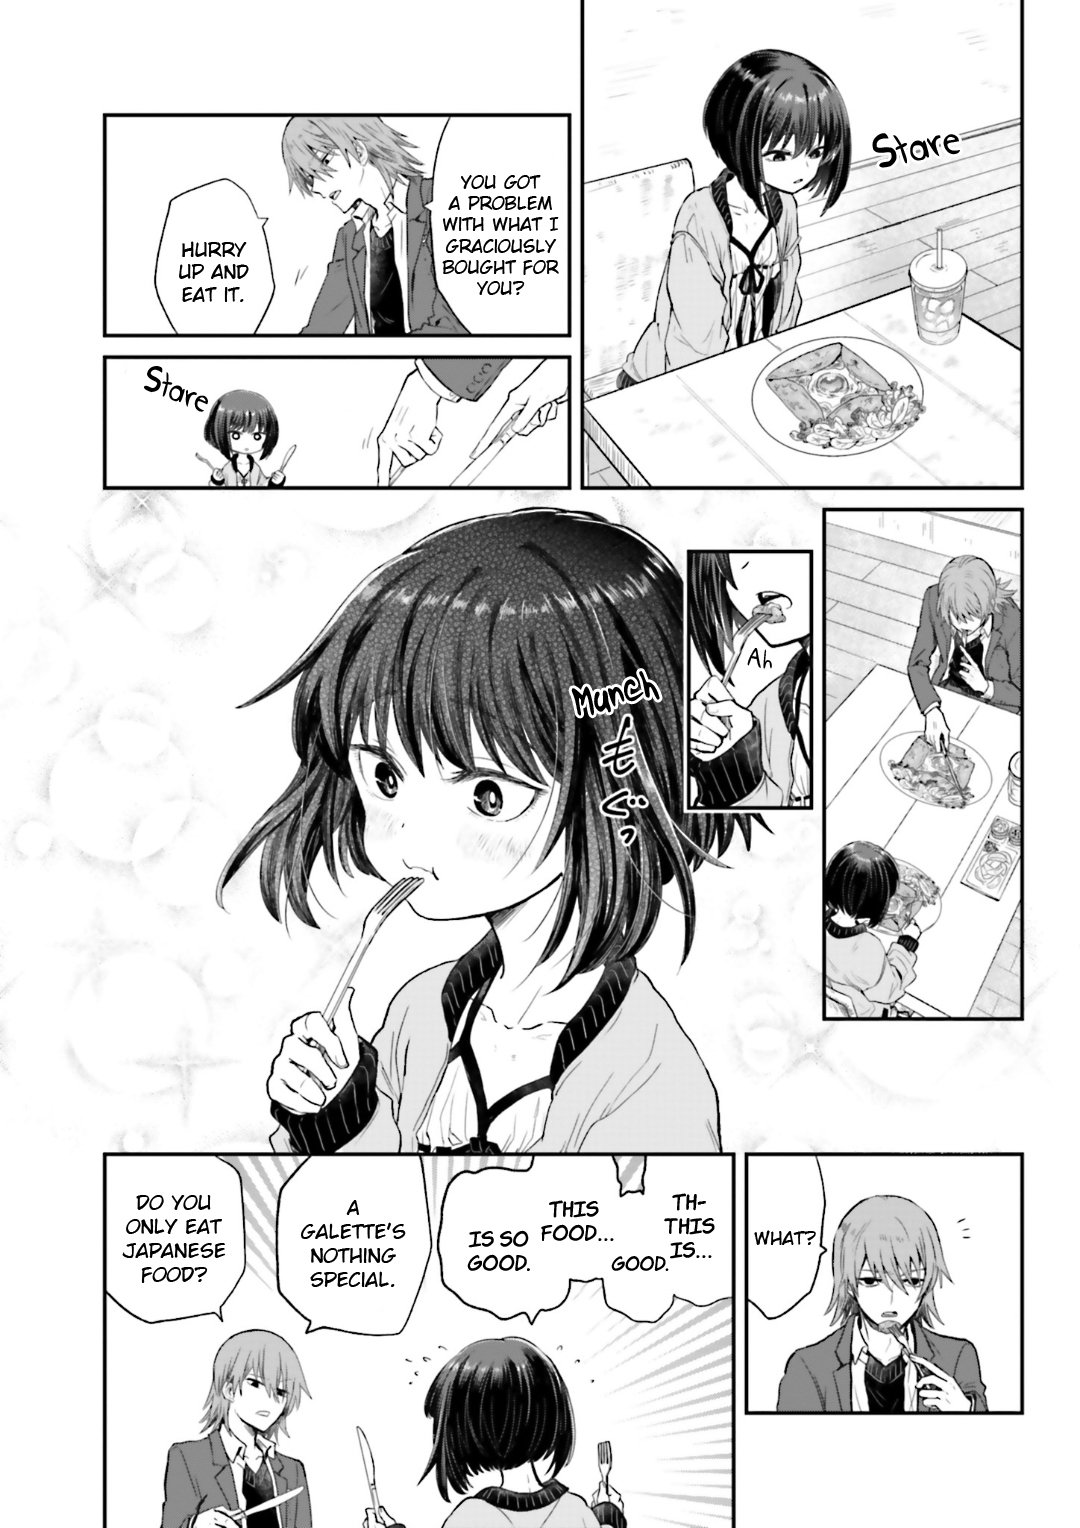 Stare
YOU GOT
A PROBLEM
WITH WHAT I
GRACIOUSLY
BOUGHT FOR
YOU?
HURRY
UP AND
EAT IT.
Stare
Ah
Munch
もぐっ
WHAT?
TH-
THIS
IS...
GOOD.
THIS
FOOD...
IS SO
GOOD.
A
GALETTE'S
NOTHING
SPECIAL.
DO YOU
ONLY EAT
JAPANESE
FOOD?